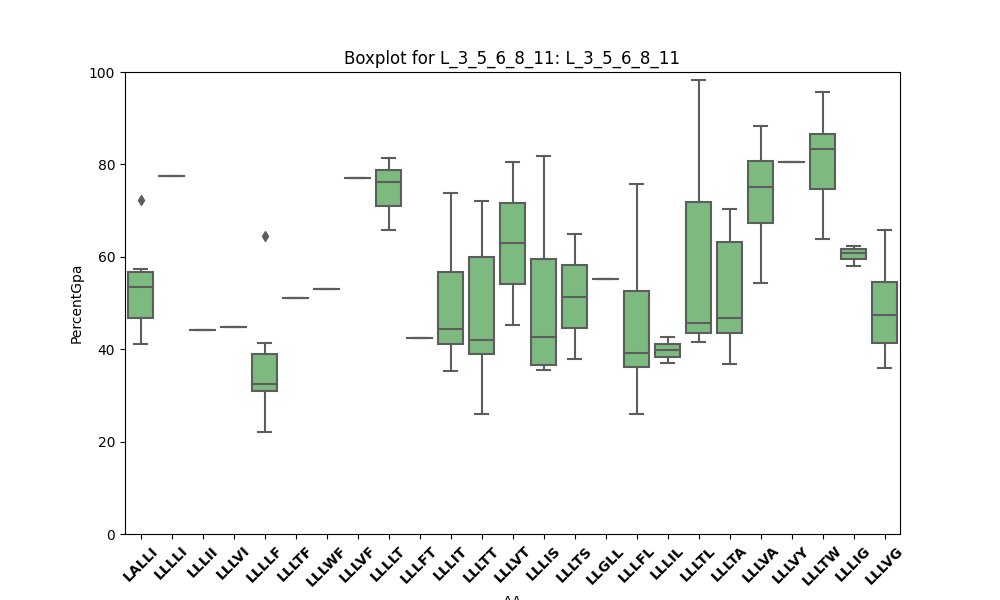 Boxplot for L_3_5_6_8_11: L_3_5_6_8_11
100
80
60
40
20
0
PercentGpa
LALLI LLLLI LLLII LLLVI LLLLF LLLTF LLLWF LLLVF LLLLT LLLFT LLLIT LLLTT LLLVT LLLIS LLLTS LLGLL LLLFL LLLIL LLLTL LLLTA LLLVA LLLVY LLLTW LLLIG LLLVG
AA